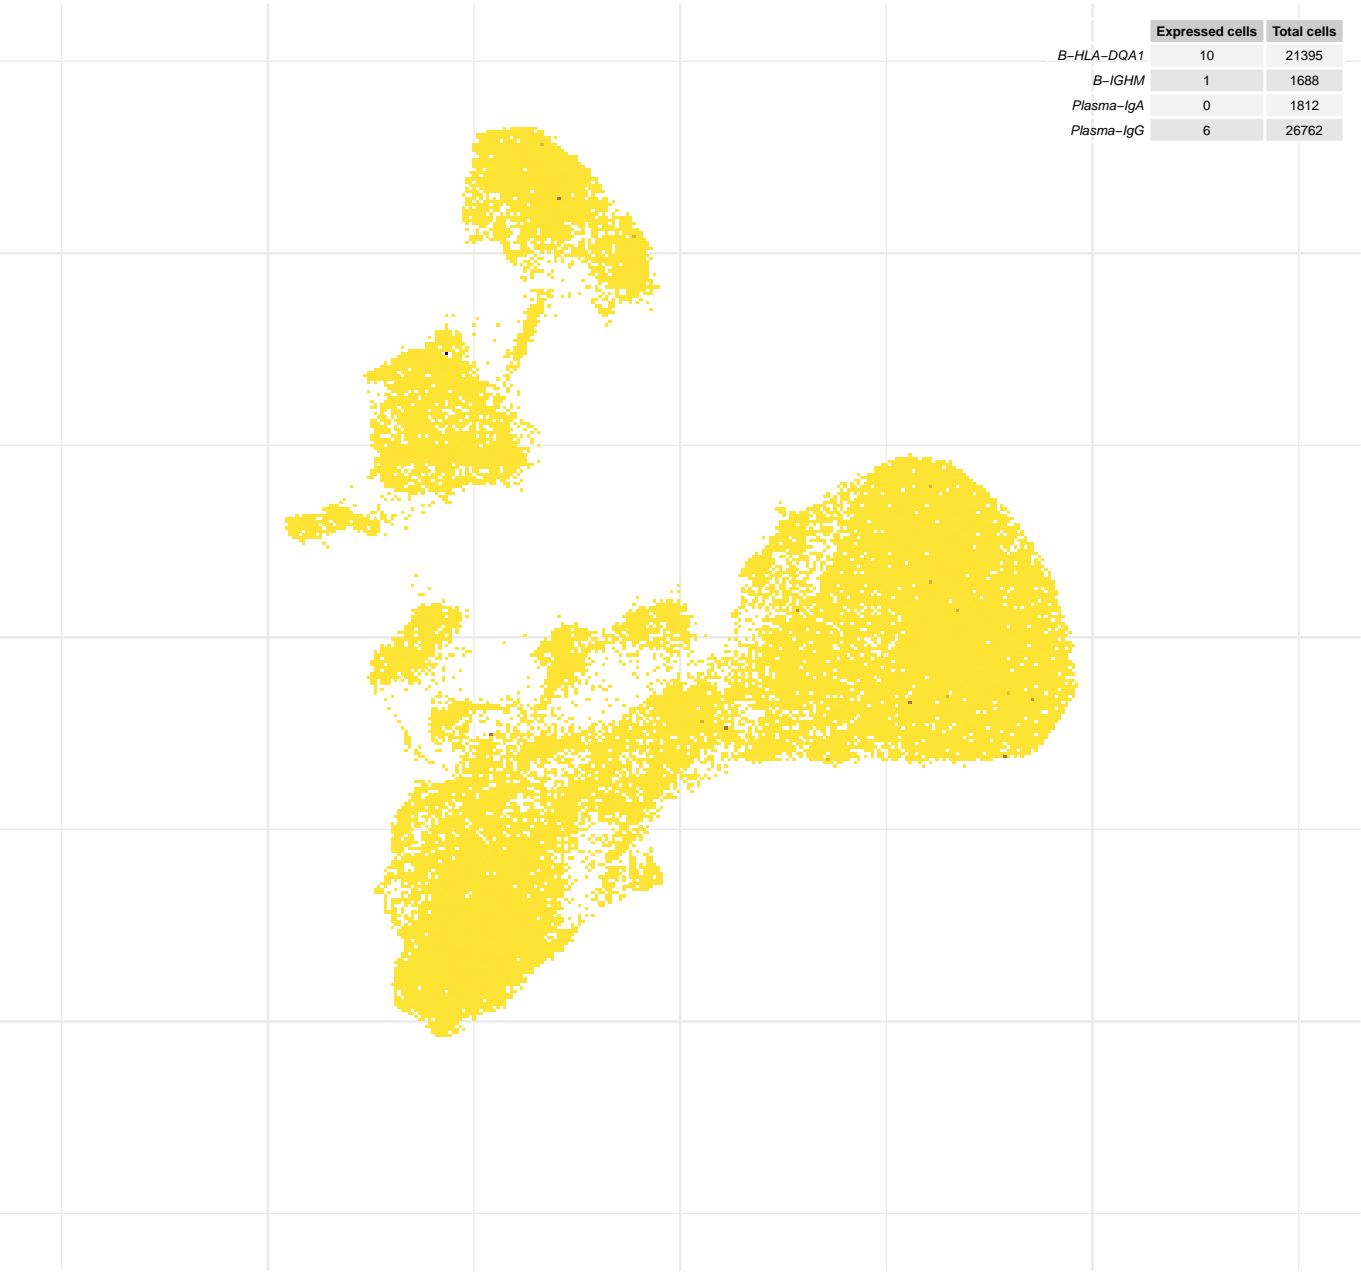 Expressed cells Total cells
B−HLA−DQA1 10 21395
B−IGHM 1 1688
Plasma−IgA 0 1812
Plasma−IgG 6 26762